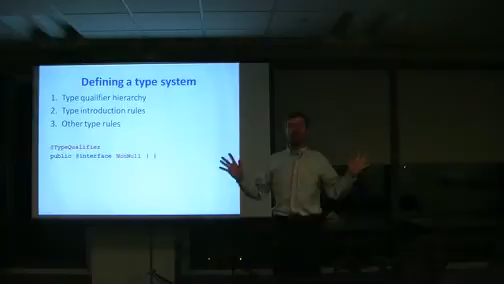 Defining a type system
1. Type qualifier hierarchy
2. Type introduction rules
3. Other type rules
@TypeQualifier
public @interface NonNull { }